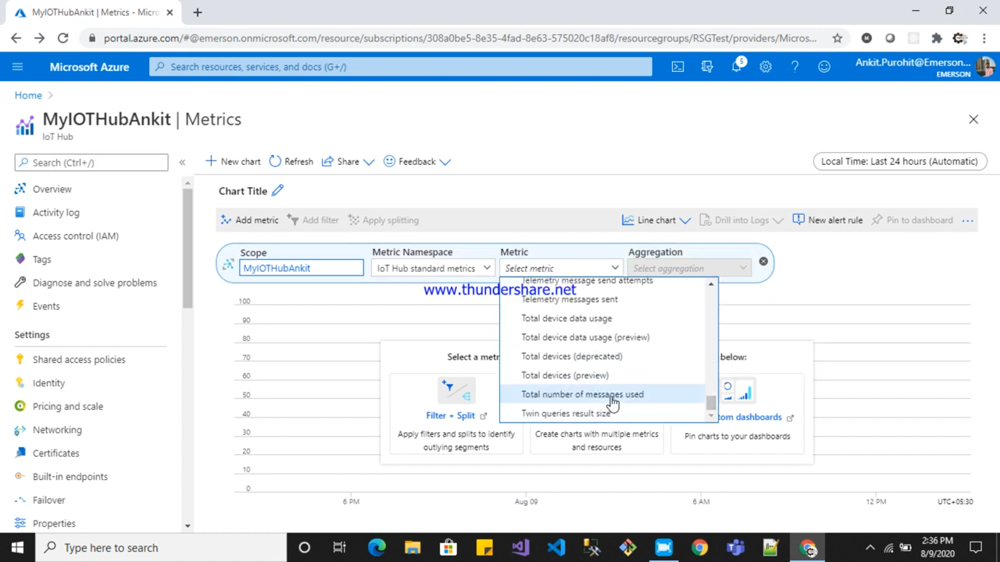 MyIOTHubAnkit | Metrics - Micro
portal.azure.com/#@emerson.onmicrosoft.com/resource/subscriptions/308a0be5-8e35-4fad-8e63-575020c18af8/resourcegroups/RSGTest/providers/Micros...
Microsoft Azure
Search resources, services, and docs (G+/)
5
Ankit.Purohit@Emerson...
EMERSON
Home
MyIOTHubAnkit | Metrics
IoT Hub
Search (Ctrl+/)
New chart
Refresh
Share
Feedback
Local Time: Last 24 hours (Automatic)
Overview
Activity log
Access control (IAM)
Tags
Diagnose and solve problems
Events
Settings
Shared access policies
Identity
Pricing and scale
Networking
Certificates
Built-in endpoints
Failover
Properties
Chart Title
Add metric
Add filter
Apply splitting
Line chart
Drill into Logs
New alert rule
Pin to dashboard
Scope
MyIOTHubAnkit
Metric Namespace
IoT Hub standard metrics
Metric
Select metric
Aggregation
Select aggregation
www.thundershare.net
Telemetry message send attempts
Telemetry messages sent
Total device data usage
Total device data usage (preview)
Total devices (deprecated)
Total devices (preview)
Total number of messages used
Twin queries result size
100
90
80
70
60
50
40
30
20
10
0
Select a metr
below:
Filter + Split
Apply filters and splits to identify
outlying segments
Create charts with multiple metrics
and resources
tom dashboards
Pin charts to your dashboards
6 PM
Aug 09
6 AM
12 PM
UTC+05:30
Type here to search
2:36 PM
8/9/2020